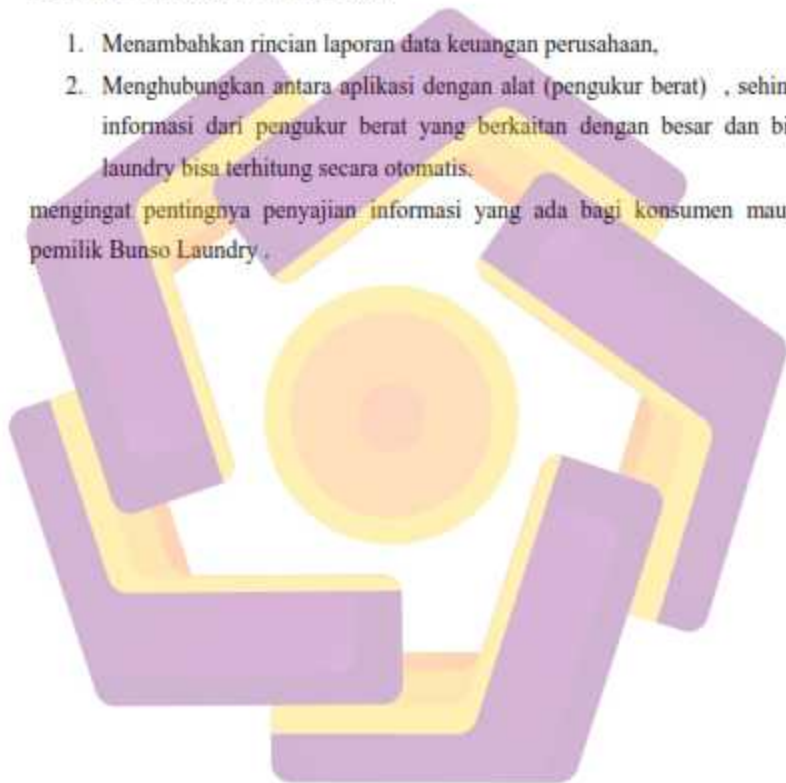 1. Menambahkan rincian laporan data keuangan perusahaan,
2. Menghubungkan antara aplikasi dengan alat (pengukur berat) , sehin
informasi dari pengukur berat yang berkaitan dengan besar dan bi
laundry bisa terhitung secara otomatis.
mengingat pentingnya penyajian informasi yang ada bagi konsumen mau
pemilik Bunso Laundry .